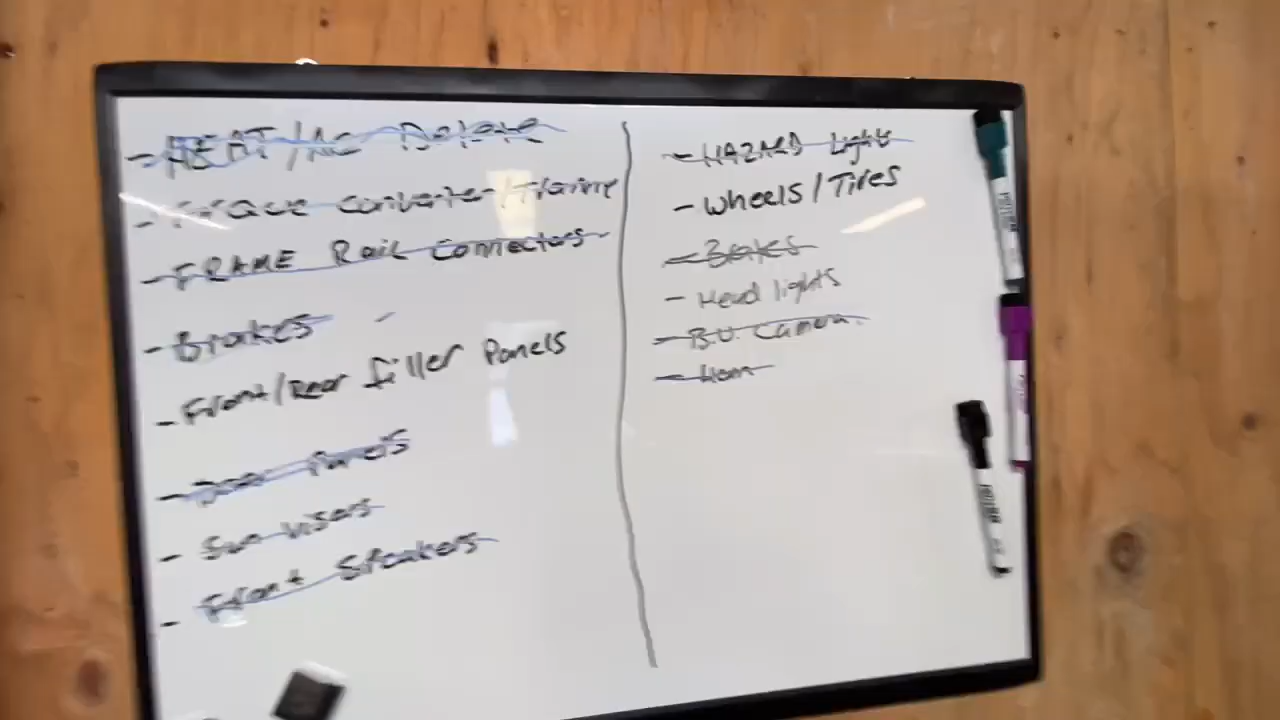 - HEAT/AC Delete
- Torque Converter/Tranny
- FRAME Rail Connectors
- Brakes
- Front/Rear filler Panels
- Door Panels
- Sun Visors
- Front Speakers
- HAZARD Light
- Wheels/Tires
- Brakes
- Head lights
- B.U. Camera.
- Horn